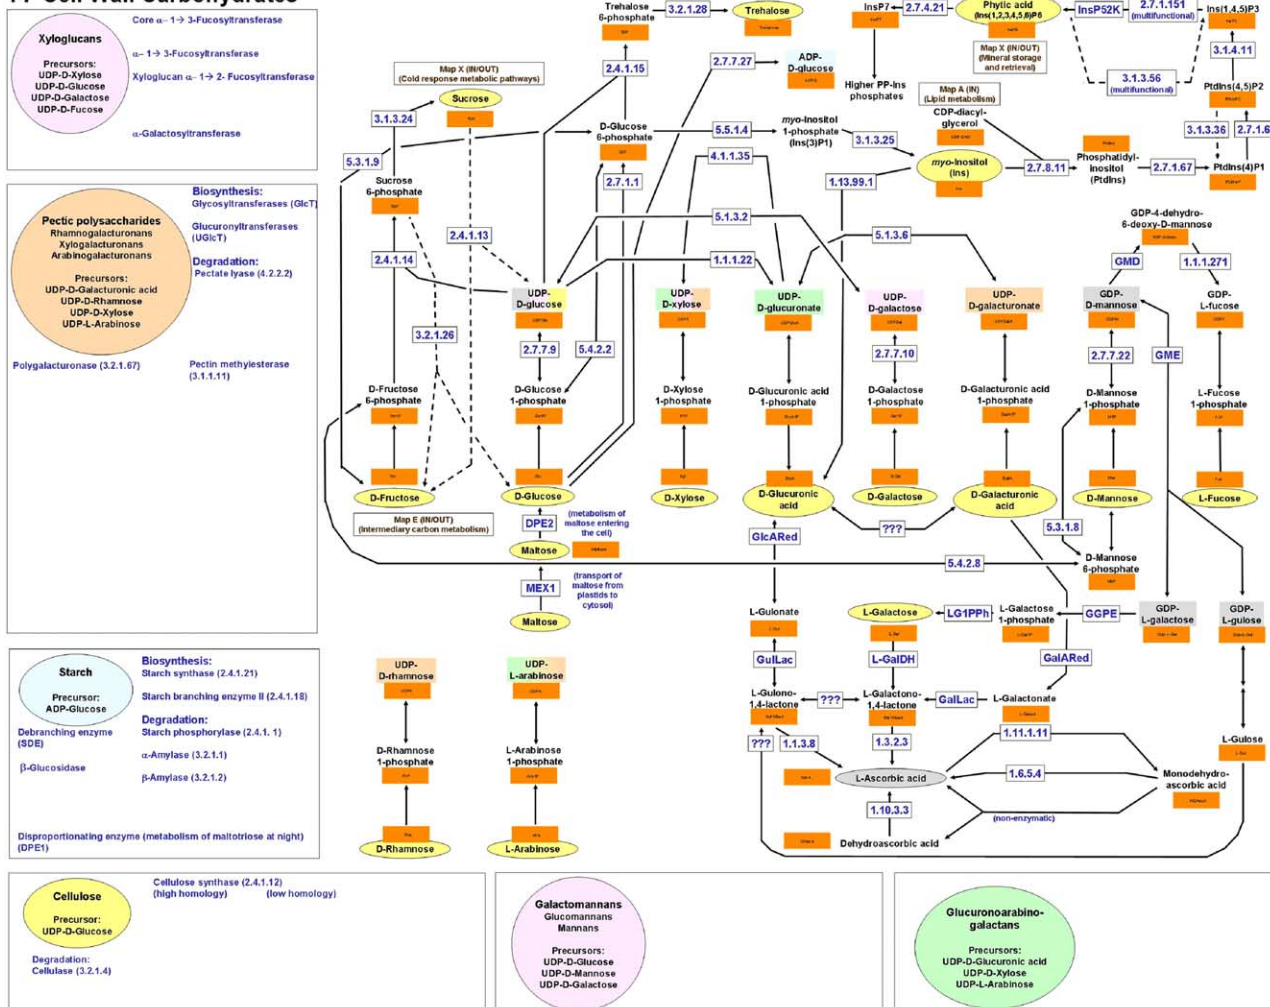 Cell Wall Carbohydrates
Xyloglucans
Precursors:
UDP-D-Xylose
UDP-D-Glucose
UDP-D-Galactose
UDP-D-Fucose
Core α– 1→ 3-Fucosyltransferase
α– 1→ 3-Fucosyltransferase
Xyloglucan α– 1→ 2- Fucosyltransferase
α-Galactosyltransferase
Pectic polysaccharides
Rhamnogalacturonans
Xylogalacturonans
Arabinogalacturonans
Precursors:
UDP-D-Galacturonic acid
UDP-D-Rhamnose
UDP-D-Xylose
UDP-L-Arabinose
Biosynthesis:
Glycosyltransferases (GlcT)
Glucuronyltransferases
(UGlcT)
Degradation:
Pectate lyase (4.2.2.2)
Polygalacturonase (3.2.1.67)
Pectin methylesterase
(3.1.1.11)
Starch
Precursor:
ADP-Glucose
Biosynthesis:
Starch synthase (2.4.1.21)
Starch branching enzyme II (2.4.1.18)
Degradation:
Starch phosphorylase (2.4.1. 1)
Debranching enzyme
(SDE)
α-Amylase (3.2.1.1)
β-Glucosidase
β-Amylase (3.2.1.2)
Disproportionating enzyme (metabolism of maltotriose at night)
(DPE1)
Cellulose
Precursor:
UDP-D-Glucose
Cellulose synthase (2.4.1.12)
(high homology) (low homology)
Degradation:
Cellulase (3.2.1.4)
Galactomannans
Glucomannans
Mannans
Precursors:
UDP-D-Glucose
UDP-D-Mannose
UDP-D-Galactose
Glucuronoarabino-
galactans
Precursors:
UDP-D-Glucuronic acid
UDP-D-Xylose
UDP-L-Arabinose
Trehalose
6-phosphate
3.2.1.28
Trehalose
InsP7
2.7.4.21
Phytic acid
(Ins(1,2,3,4,5,6)P6
InsP52K
2.7.1.151
(multifunctional)
Ins(1,4,5)P3
Map X (IN/OUT)
(Cold response metabolic pathways)
Sucrose
2.4.1.15
2.7.7.27
ADP-
D-glucose
Higher PP-Ins
phosphates
Map X (IN/OUT)
(Mineral storage
and retrieval)
3.1.4.11
3.1.3.56
(multifunctional)
PtdIns(4,5)P2
Map A (IN)
(Lipid metabolism)
CDP-diacyl-
glycerol
3.1.3.24
5.3.1.9
D-Glucose
6-phosphate
5.5.1.4
myo-Inositol
1-phosphate
(Ins(3)P1)
3.1.3.25
3.1.3.36
2.7.1.6
4.1.1.35
myo-Inositol
(Ins)
2.7.8.11
Phosphatidyl-
inositol
(PtdIns)
2.7.1.67
PtdIns(4)P1
Sucrose
6-phosphate
2.7.1.1
1.13.99.1
2.4.1.13
5.1.3.2
5.1.3.6
GDP-4-dehydro-
6-deoxy-D-mannose
2.4.1.14
1.1.1.22
GMD
1.1.1.271
UDP-
D-glucose
UDP-
D-xylose
UDP-
D-glucuronate
UDP-
D-galactose
UDP-
D-galacturonate
GDP-
D-mannose
GDP-
L-fucose
3.2.1.26
2.7.7.9
5.4.2.2
2.7.7.10
2.7.7.22
GME
D-Fructose
6-phosphate
D-Glucose
1-phosphate
D-Xylose
1-phosphate
D-Glucuronic acid
1-phosphate
D-Galactose
1-phosphate
D-Galacturonic acid
1-phosphate
D-Mannose
1-phosphate
L-Fucose
1-phosphate
D-Fructose
D-Glucose
D-Xylose
D-Glucuronic
acid
D-Galactose
D-Galacturonic
acid
D-Mannose
L-Fucose
Map E (IN/OUT)
(Intermediary carbon metabolism)
DPE2
(metabolism of
maltose entering
the cell)
GlcARed
???
5.3.1.8
Maltose
5.4.2.8
D-Mannose
6-phosphate
MEX1
(transport of
maltose from
plastids to
cytosol)
Maltose
L-Gulonate
L-Galactose
LG1PPh
L-Galactose
1-phosphate
GGPE
GDP-
L-galactose
GDP-
L-gulose
UDP-
D-rhamnose
UDP-
L-arabinose
GulLac
L-GalDH
GalARed
L-Gulono-
1,4-lactone
???
L-Galactono-
1,4-lactone
GalLac
L-Galactonate
???
1.1.3.8
1.3.2.3
1.11.1.11
L-Gulose
D-Rhamnose
1-phosphate
L-Arabinose
1-phosphate
L-Ascorbic acid
1.6.5.4
Monodehydro-
ascorbic acid
1.10.3.3
(non-enzymatic)
Dehydroascorbic acid
D-Rhamnose
L-Arabinose